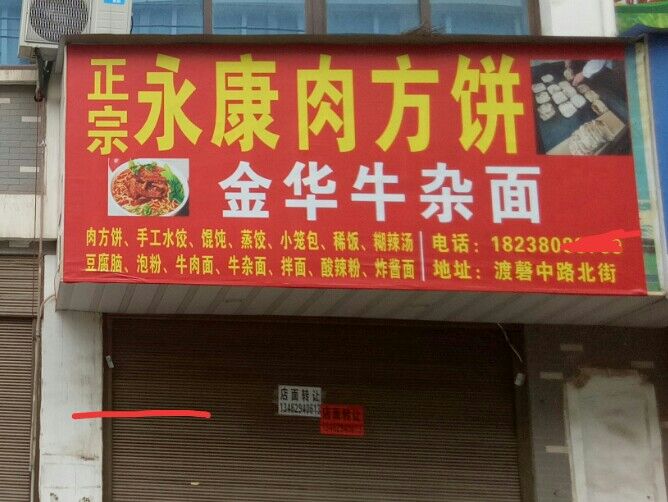 正宗 永康肉方饼
金华牛杂面
肉方饼、手工水饺、馄饨、蒸饺、小笼包、稀饭、糊辣汤
豆腐脑、泡粉、牛肉面、牛杂面、拌面、酸辣粉、炸酱面
电话：18238080
地址：渡磬中路北街
店面转让
店面转让